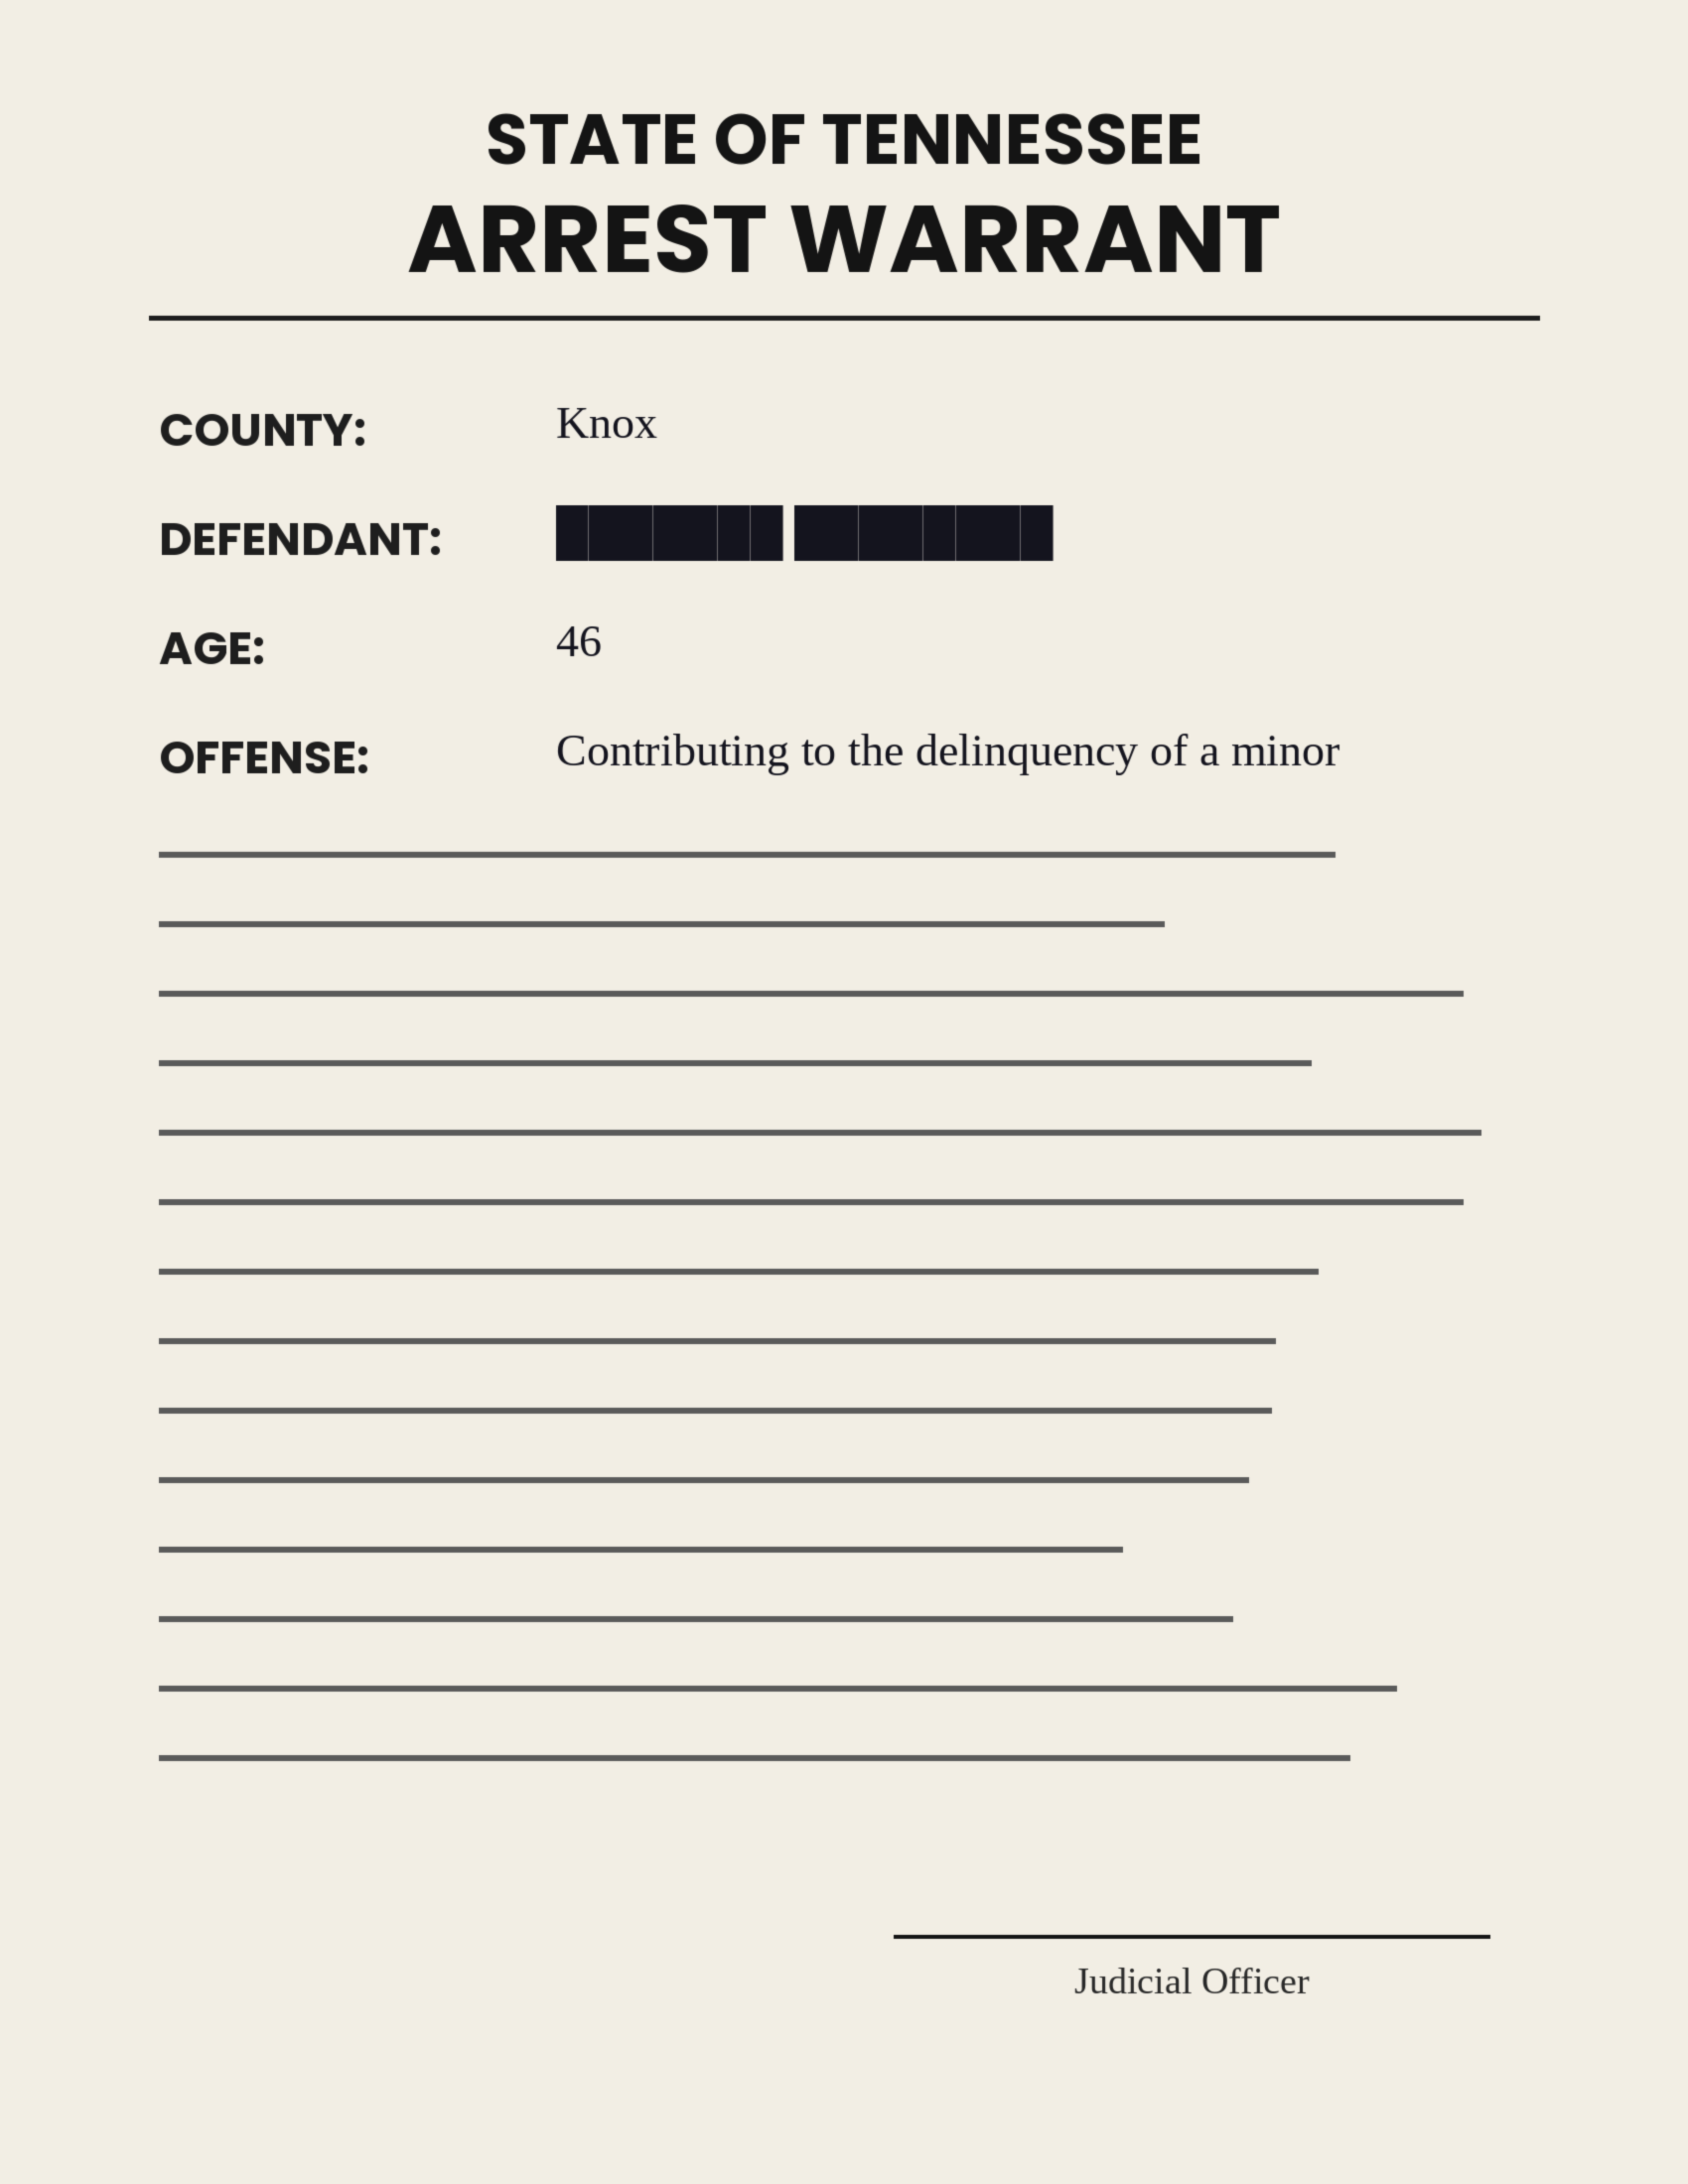 STATE OF TENNESSEE
ARREST WARRANT
COUNTY: Knox
DEFENDANT:
AGE: 46
OFFENSE: Contributing to the delinquency of a minor
Judicial Officer